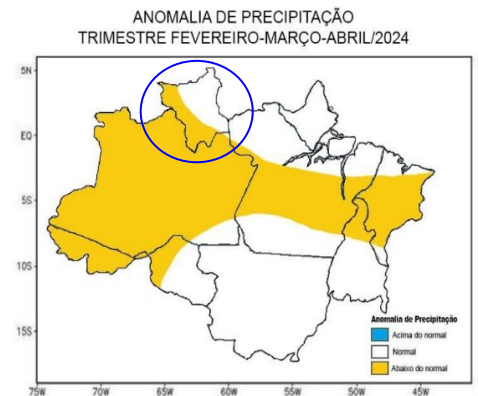 ANOMALIA DE PRECIPITAÇÃO
TRIMESTRE FEVEREIRO-MARÇO-ABRIL/2024
5N
EQ
5S
10S
15S
Anomalia de Precipitação
Acima do normal
Normal
Abaixo do normal
75W 70W 65W 60W 55W 50W 45W